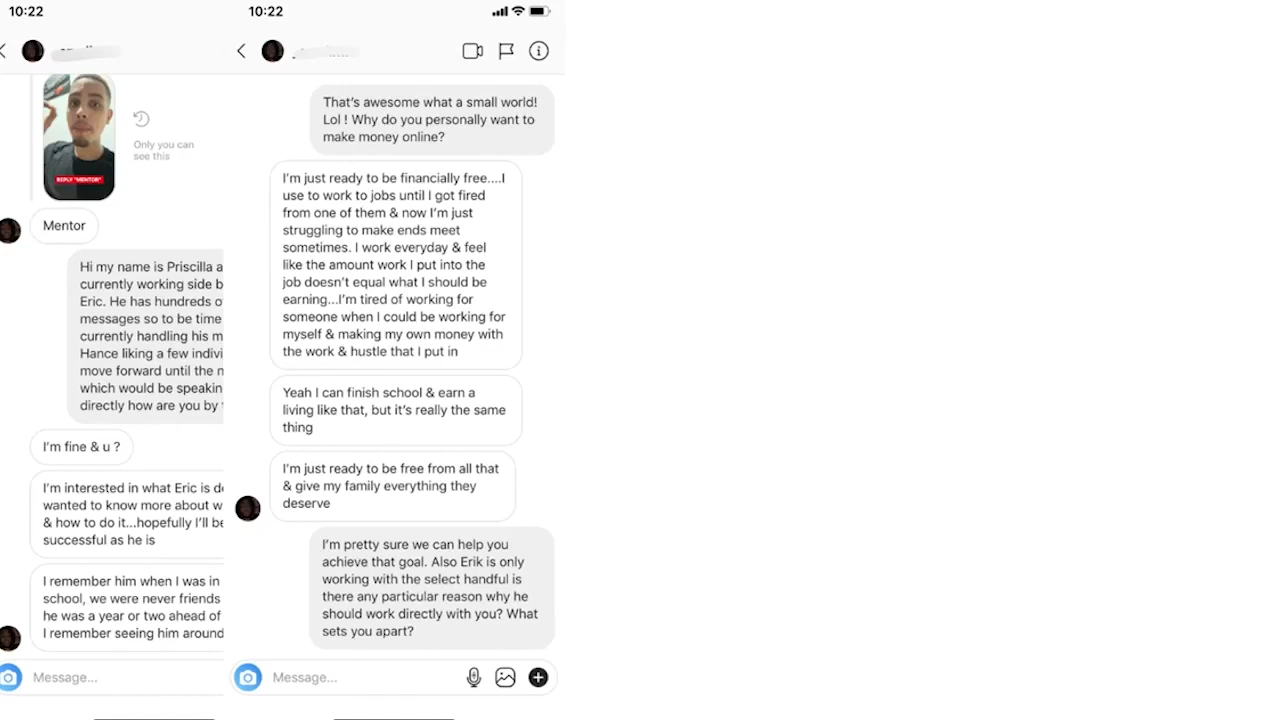 10:22
Only you can
see this
REPLY "MENTOR"
Mentor
Hi my name is Priscilla a
currently working side b
Eric. He has hundreds o
messages so to be time
currently handling his m
Hance liking a few indivi
move forward until the n
which would be speakin
directly how are you by
I'm fine & u ?
I'm interested in what Eric is d
wanted to know more about w
& how to do it...hopefully I'll be
successful as he is
I remember him when I was in
school, we were never friends
he was a year or two ahead of
I remember seeing him around
Message...
10:22
That's awesome what a small world!
Lol ! Why do you personally want to
make money online?
I'm just ready to be financially free....I
use to work to jobs until I got fired
from one of them & now I'm just
struggling to make ends meet
sometimes. I work everyday & feel
like the amount work I put into the
job doesn't equal what I should be
earning...I'm tired of working for
someone when I could be working for
myself & making my own money with
the work & hustle that I put in
Yeah I can finish school & earn a
living like that, but it's really the same
thing
I'm just ready to be free from all that
& give my family everything they
deserve
I'm pretty sure we can help you
achieve that goal. Also Erik is only
working with the select handful is
there any particular reason why he
should work directly with you? What
sets you apart?
Message...